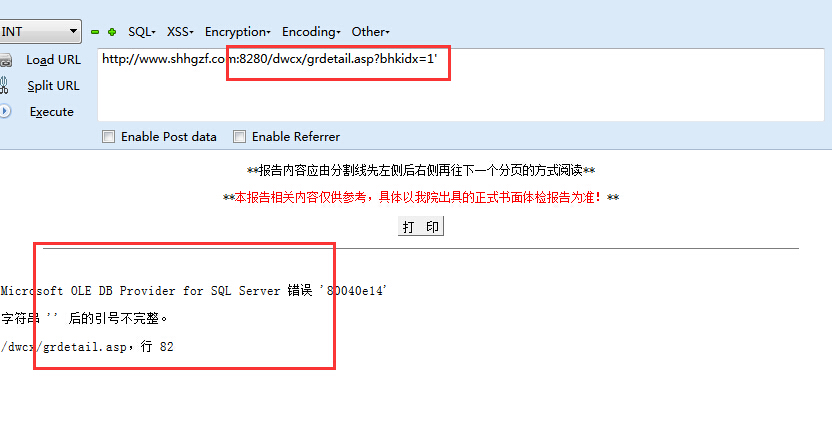 INT SQL- XSS- Encryption- Encoding- Other-
Load URL
http://www.shhgzf.com:8280/dwcx/grdetail.asp?bhkidx=1'
Split URL
Execute
Enable Post data Enable Referrer
**报告内容应由分割线先左侧后右侧再往下一个分页的方式阅读**
**本报告相关内容仅供参考，具体以我院出具的正式书面体检报告为准！**
打 印
Microsoft OLE DB Provider for SQL Server 错误 '80040e14'
字符串 '' 后的引号不完整。
/dwcx/grdetail.asp，行 82